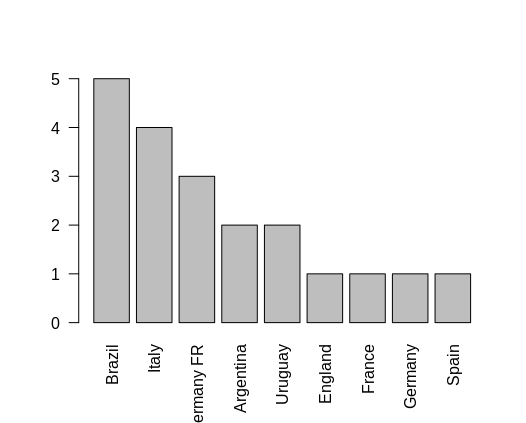 5
4
3
2
1
0
Brazil
Italy
ermany FR
Argentina
Uruguay
England
France
Germany
Spain